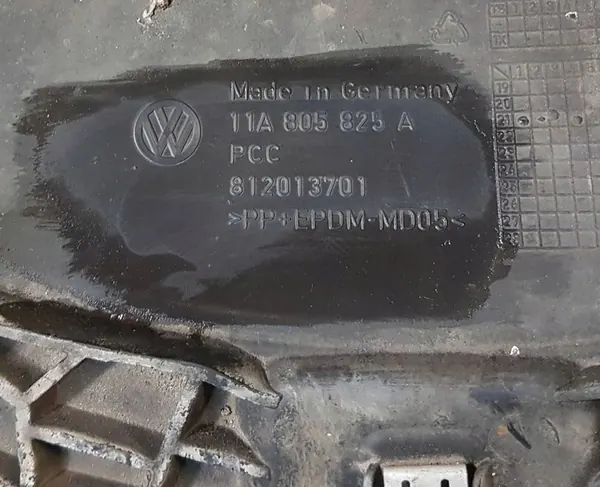 Made in Germany
11A 805 825 A
PCC
812013701
>PP+EPDM-MD05<